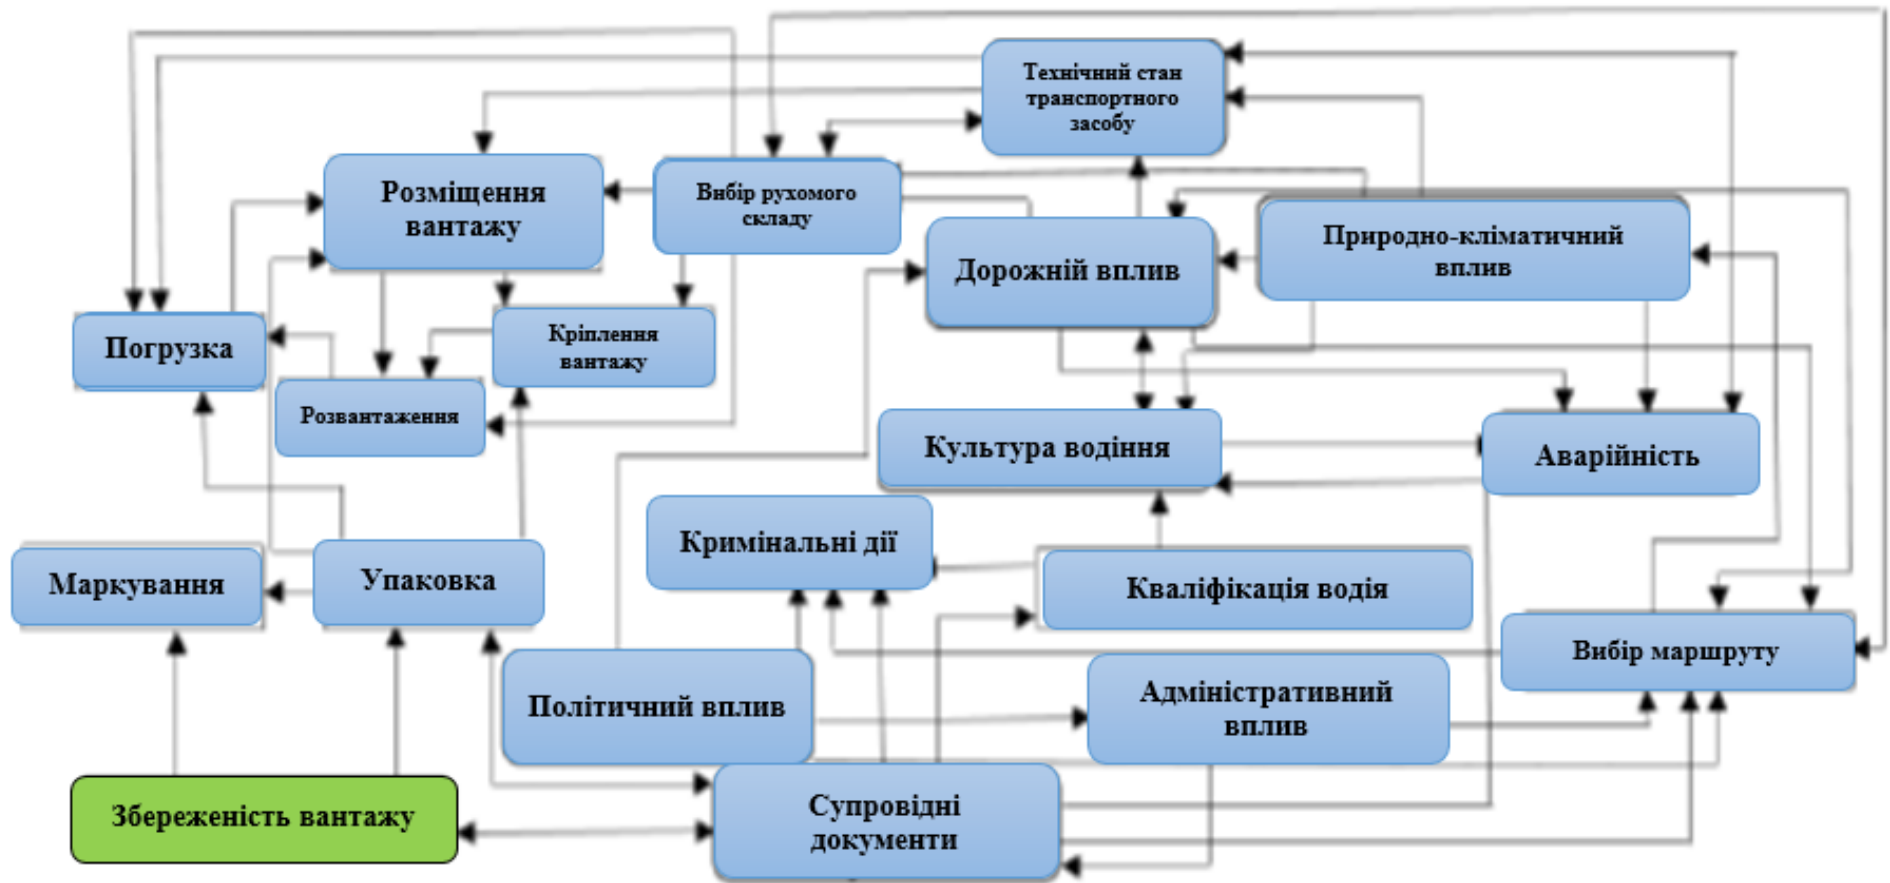 Технічний стан
транспортного
засобу
Розміщення
вантажу
Вибір рухомого
складу
Природно-кліматичний
вплив
Дорожній вплив
Погрузка
Кріплення
вантажу
Розвантаження
Культура водіння
Аварійність
Кримінальні дії
Маркування
Упаковка
Кваліфікація водія
Вибір маршруту
Політичний вплив
Адміністративний
вплив
Збереженість вантажу
Супровідні
документи